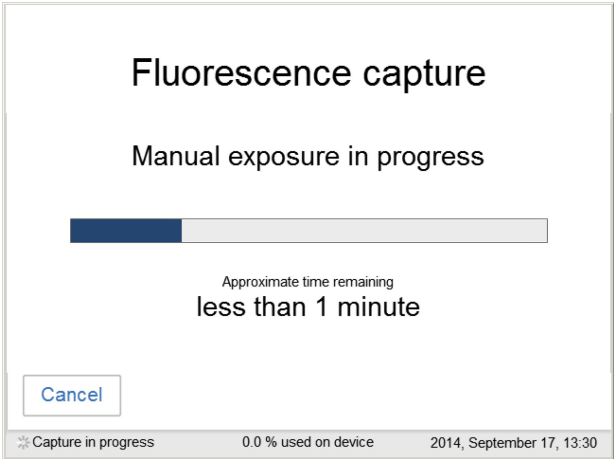 Fluorescence capture
Manual exposure in progress
Approximate time remaining
less than 1 minute
Cancel
Capture in progress 0.0 % used on device 2014, September 17, 13:30